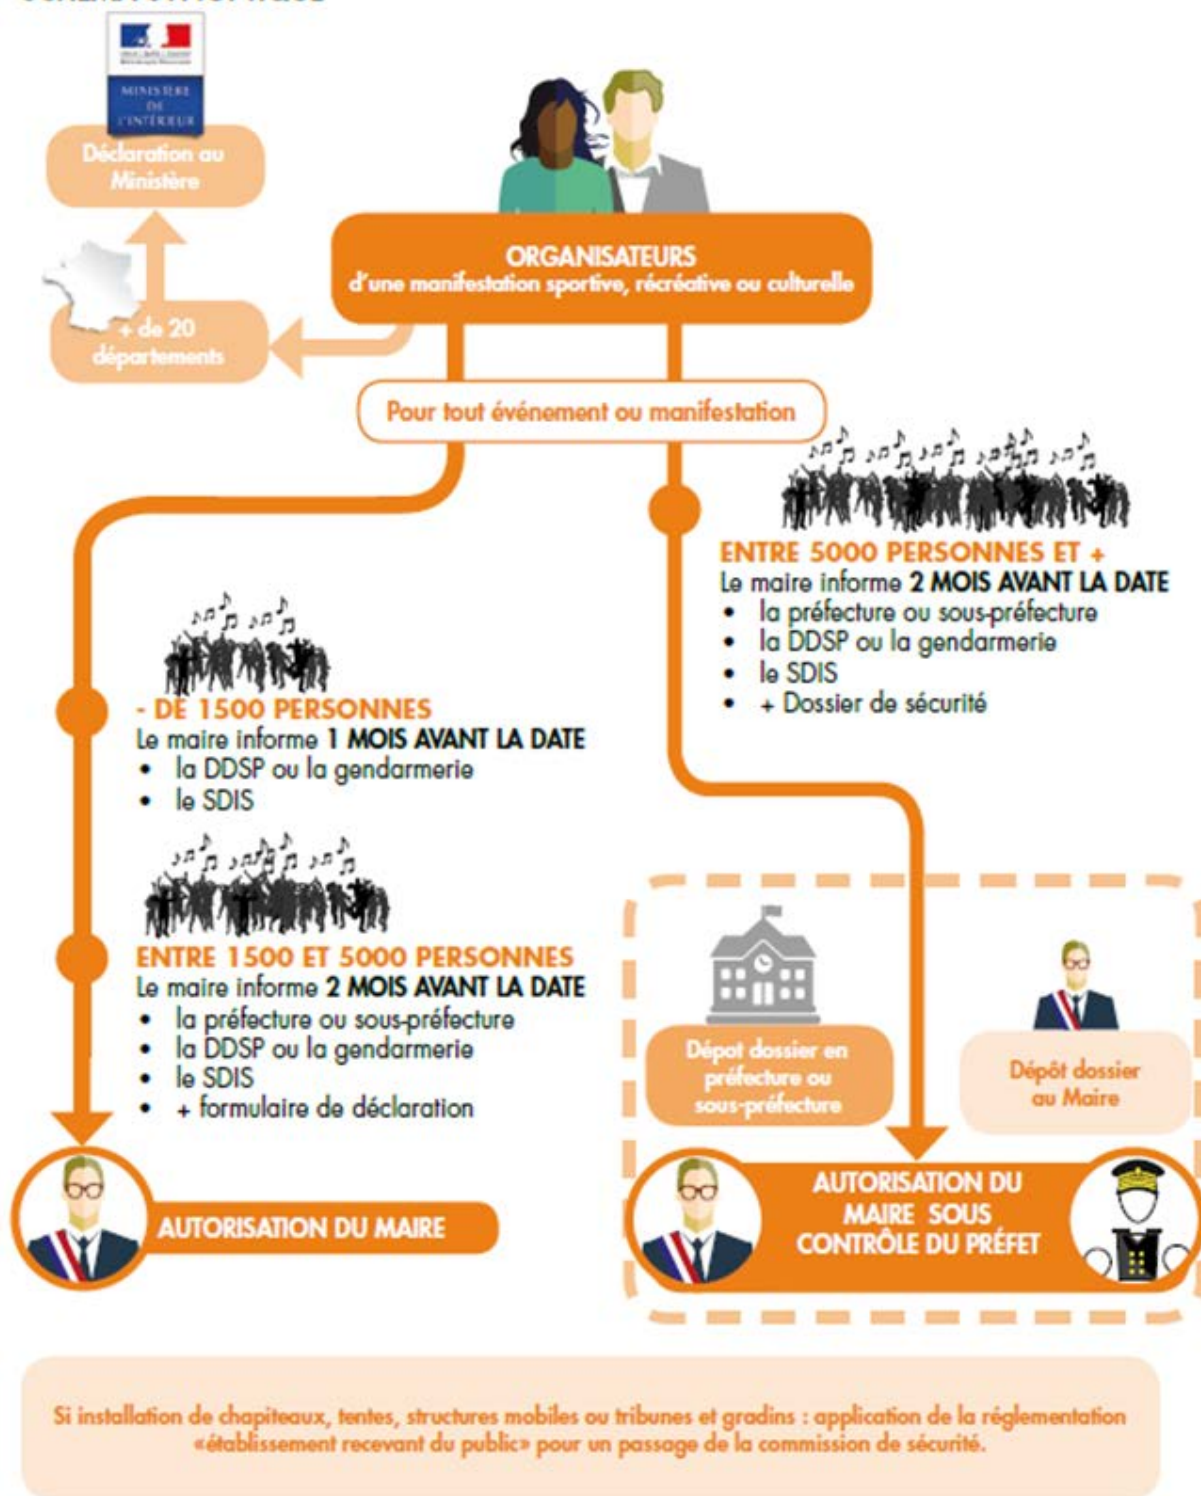 MINISTÈRE
DE
L'INTÉRIEUR
Déclaration au
Ministère
ORGANISATEURS
d'une manifestation sportive, récréative ou culturelle
+ de 20
départements
Pour tout événement ou manifestation
ENTRE 5000 PERSONNES ET +
Le maire informe 2 MOIS AVANT LA DATE
• la préfecture ou sous-préfecture
• la DDSP ou la gendarmerie
• le SDIS
• + Dossier de sécurité
- DE 1500 PERSONNES
Le maire informe 1 MOIS AVANT LA DATE
• la DDSP ou la gendarmerie
• le SDIS
ENTRE 1500 ET 5000 PERSONNES
Le maire informe 2 MOIS AVANT LA DATE
• la préfecture ou sous-préfecture
• la DDSP ou la gendarmerie
• le SDIS
• + formulaire de déclaration
Dépot dossier en
préfecture ou
sous-préfecture
Dépôt dossier
au Maire
AUTORISATION DU MAIRE
AUTORISATION DU
MAIRE SOUS
CONTRÔLE DU PRÉFET
Si installation de chapiteaux, tentes, structures mobiles ou tribunes et gradins : application de la réglementation
«établissement recevant du public» pour un passage de la commission de sécurité.